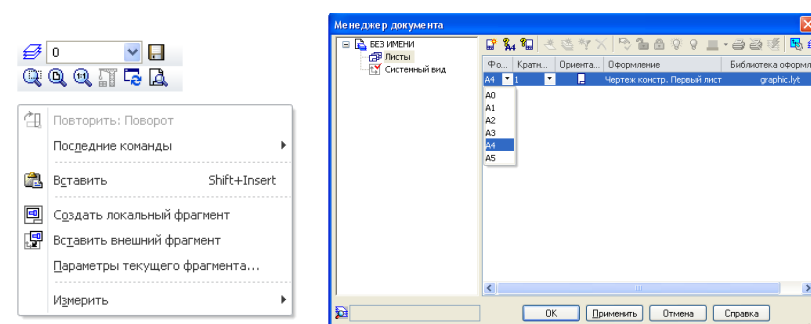 0
Повторить: Поворот
Последние команды
Вставить Shift+Insert
Создать локальный фрагмент
Вставить внешний фрагмент
Параметры текущего фрагмента...
Измерить
Менеджер документа
БЕЗ ИМЕНИ
Листы
Системный вид
Фо... Кратн... Ориента... Оформление Библиотека оформл
A4 1 Чертеж констр. Первый лист graphic.lyt
A0
A1
A2
A3
A4
A5
OK Применить Отмена Справка